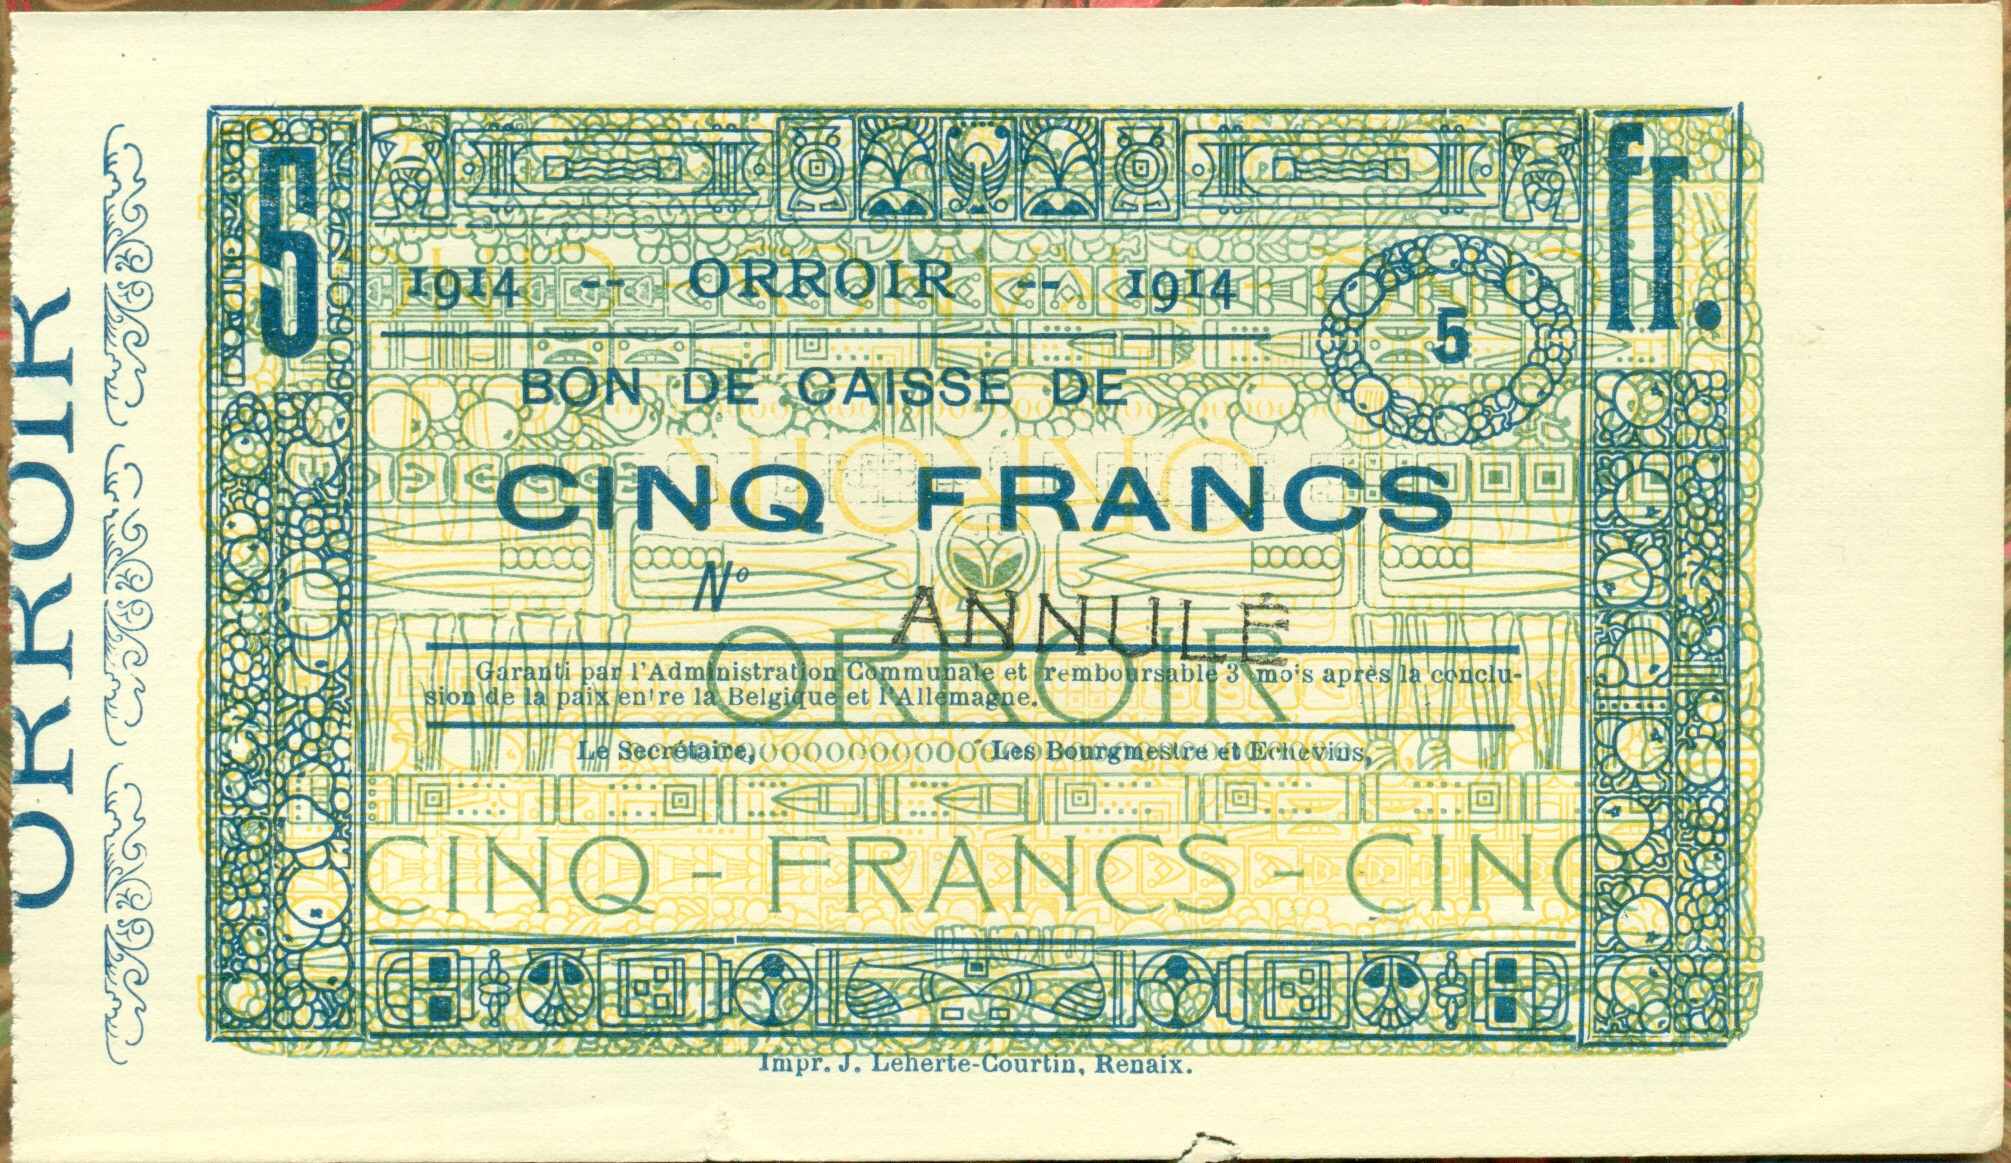 ORROIR
5
fr.
1914 -- ORROIR -- 1914
5
BON DE CAISSE DE
CINQ FRANCS
ORROIR
Nº
ANNULÉ
ORROIR
Garanti par l'Administration Communale et remboursable 3 mois après la conclu-
sion de la paix entre la Belgique et l'Allemagne.
Le Secrétaire, Les Bourgmestre et Echevins,
CINQ - FRANCS - CINQ
Impr. J. Leherte-Courtin, Renaix.